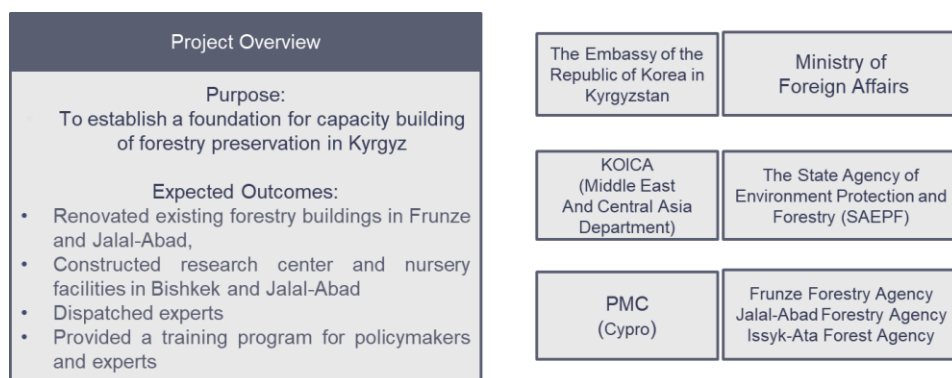 Project Overview
Purpose:
To establish a foundation for capacity building
of forestry preservation in Kyrgyz
Expected Outcomes:
• Renovated existing forestry buildings in Frunze
and Jalal-Abad,
• Constructed research center and nursery
facilities in Bishkek and Jalal-Abad
• Dispatched experts
• Provided a training program for policymakers
and experts
The Embassy of the
Republic of Korea in
Kyrgyzstan
Ministry of
Foreign Affairs
KOICA
(Middle East
And Central Asia
Department)
The State Agency of
Environment Protection and
Forestry (SAEPF)
PMC
(Cypro)
Frunze Forestry Agency
Jalal-Abad Forestry Agency
Issyk-Ata Forest Agency